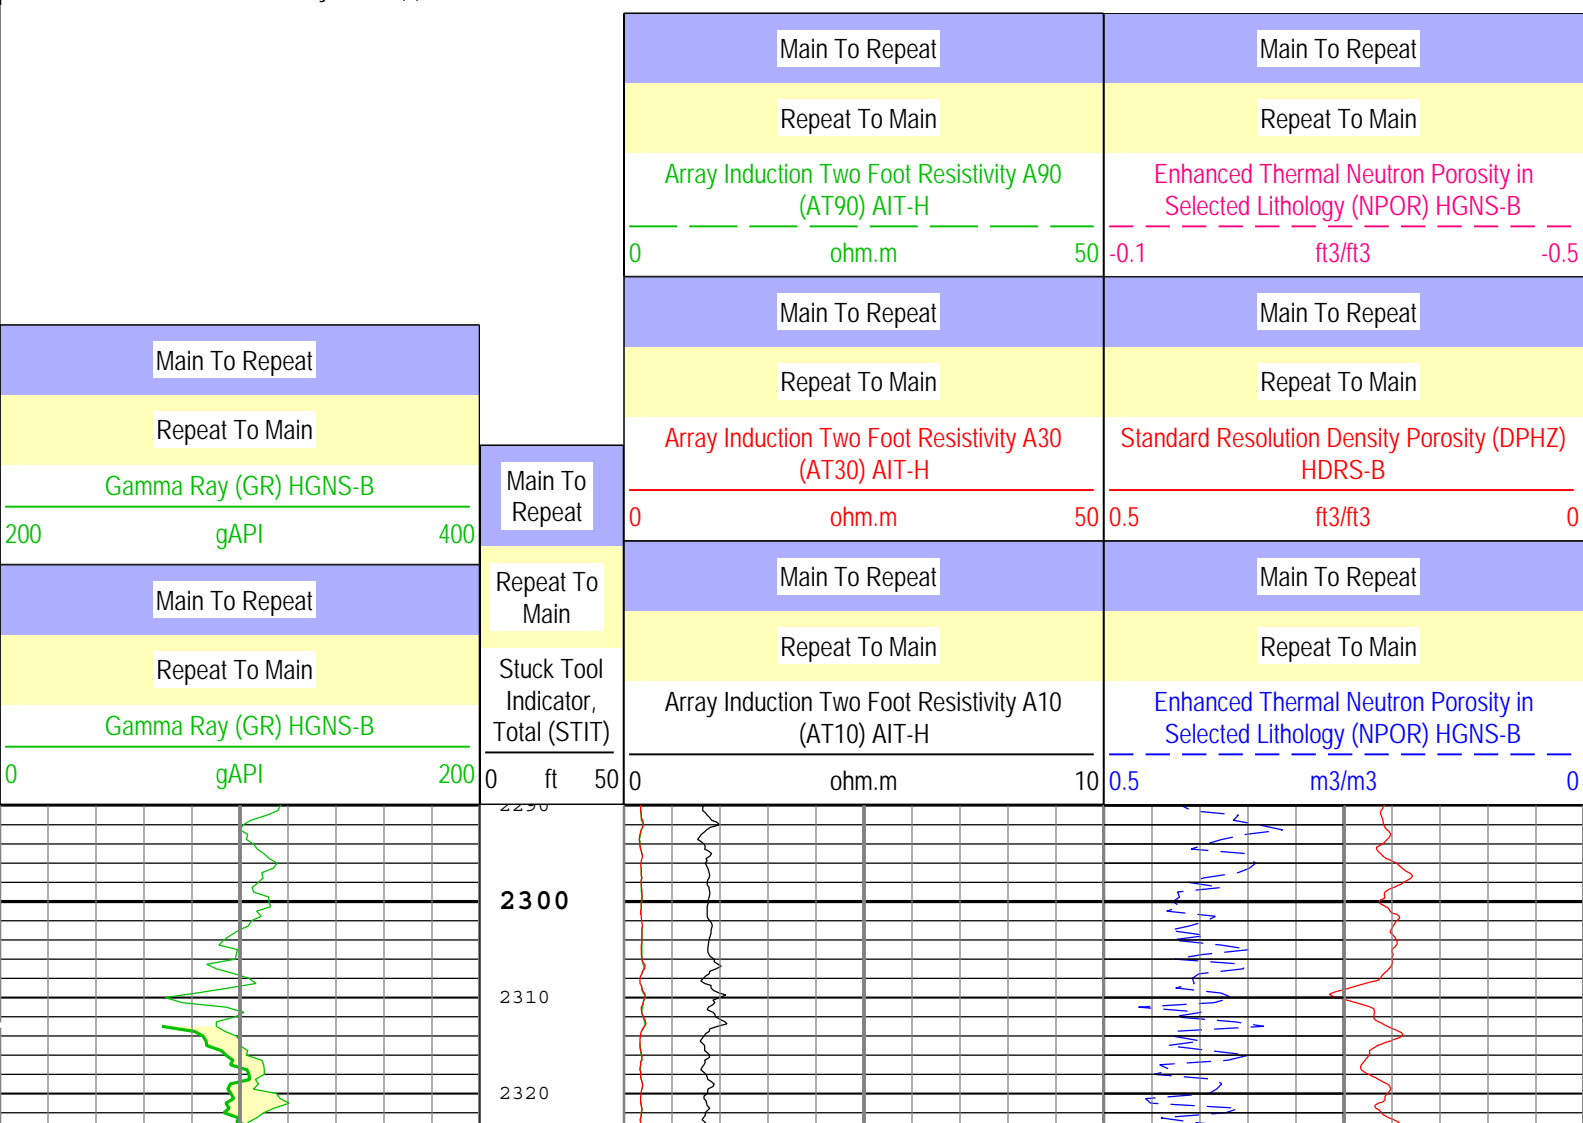 Main To Repeat
Repeat To Main
Array Induction Two Foot Resistivity A90
(AT90) AIT-H
0 ohm.m 50
Main To Repeat
Repeat To Main
Enhanced Thermal Neutron Porosity in
Selected Lithology (NPOR) HGNS-B
-0.1 ft3/ft3 -0.5
Main To Repeat
Repeat To Main
Array Induction Two Foot Resistivity A30
(AT30) AIT-H
0 ohm.m 50
Main To Repeat
Repeat To Main
Standard Resolution Density Porosity (DPHZ)
HDRS-B
0.5 ft3/ft3 0
Main To Repeat
Repeat To Main
Gamma Ray (GR) HGNS-B
200 gAPI 400
Main To Repeat
Repeat To Main
Gamma Ray (GR) HGNS-B
0 gAPI 200
Main To
Repeat
Repeat To
Main
Stuck Tool
Indicator,
Total (STIT)
0 ft 50
Main To Repeat
Repeat To Main
Array Induction Two Foot Resistivity A10
(AT10) AIT-H
0 ohm.m 10
Main To Repeat
Repeat To Main
Enhanced Thermal Neutron Porosity in
Selected Lithology (NPOR) HGNS-B
0.5 m3/m3 0
2290
2300
2310
2320